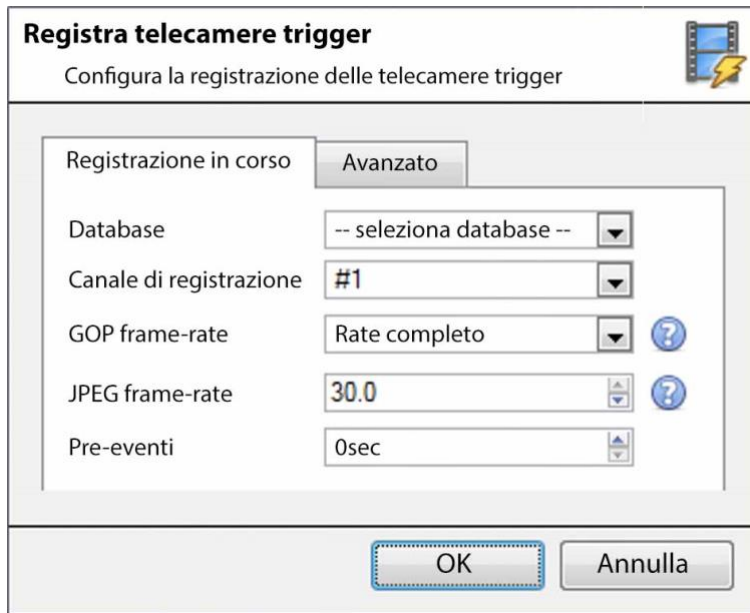 Registra telecamere trigger
Configura la registrazione delle telecamere trigger
Registrazione in corso
Avanzato
Database
-- seleziona database --
Canale di registrazione
#1
GOP frame-rate
Rate completo
?
JPEG frame-rate
30.0
?
Pre-eventi
0sec
OK
Annulla